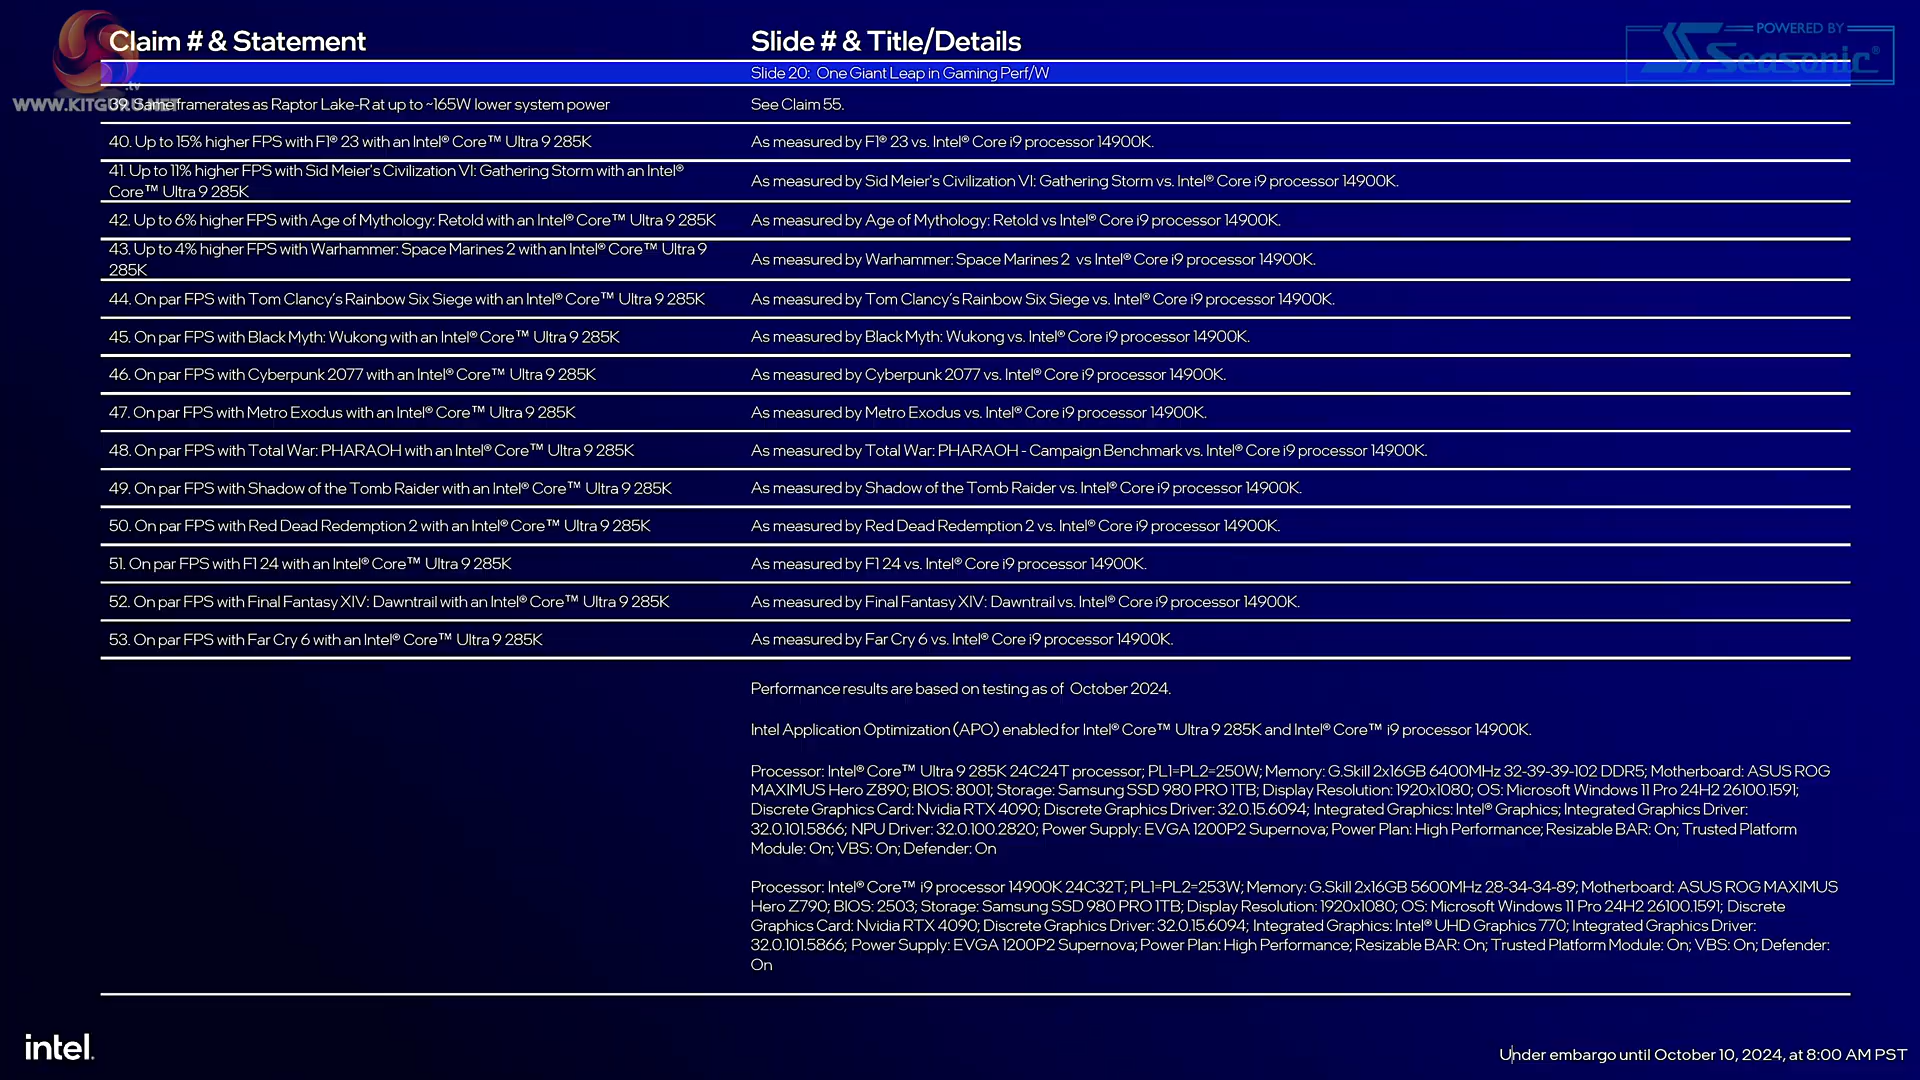 Claim # & Statement
Slide # & Title/Details
POWERED BY
Seasonic®
.tv
WWW.KITGURU.NET
Slide 20: One Giant Leap in Gaming Perf/W
39. Same framerates as Raptor Lake-R at up to ~165W lower system power
See Claim 55.
40. Up to 15% higher FPS with F1® 23 with an Intel® Core™ Ultra 9 285K
As measured by F1® 23 vs. Intel® Core i9 processor 14900K.
41. Up to 11% higher FPS with Sid Meier's Civilization VI: Gathering Storm with an Intel®
Core™ Ultra 9 285K
As measured by Sid Meier's Civilization VI: Gathering Storm vs. Intel® Core i9 processor 14900K.
42. Up to 6% higher FPS with Age of Mythology: Retold with an Intel® Core™ Ultra 9 285K
As measured by Age of Mythology: Retold vs Intel® Core i9 processor 14900K.
43. Up to 4% higher FPS with Warhammer: Space Marines 2 with an Intel® Core™ Ultra 9
285K
As measured by Warhammer: Space Marines 2 vs Intel® Core i9 processor 14900K.
44. On par FPS with Tom Clancy's Rainbow Six Siege with an Intel® Core™ Ultra 9 285K
As measured by Tom Clancy's Rainbow Six Siege vs. Intel® Core i9 processor 14900K.
45. On par FPS with Black Myth: Wukong with an Intel® Core™ Ultra 9 285K
As measured by Black Myth: Wukong vs. Intel® Core i9 processor 14900K.
46. On par FPS with Cyberpunk 2077 with an Intel® Core™ Ultra 9 285K
As measured by Cyberpunk 2077 vs. Intel® Core i9 processor 14900K.
47. On par FPS with Metro Exodus with an Intel® Core™ Ultra 9 285K
As measured by Metro Exodus vs. Intel® Core i9 processor 14900K.
48. On par FPS with Total War: PHARAOH with an Intel® Core™ Ultra 9 285K
As measured by Total War: PHARAOH - Campaign Benchmark vs. Intel® Core i9 processor 14900K.
49. On par FPS with Shadow of the Tomb Raider with an Intel® Core™ Ultra 9 285K
As measured by Shadow of the Tomb Raider vs. Intel® Core i9 processor 14900K.
50. On par FPS with Red Dead Redemption 2 with an Intel® Core™ Ultra 9 285K
As measured by Red Dead Redemption 2 vs. Intel® Core i9 processor 14900K.
51. On par FPS with F1 24 with an Intel® Core™ Ultra 9 285K
As measured by F1 24 vs. Intel® Core i9 processor 14900K.
52. On par FPS with Final Fantasy XIV: Dawntrail with an Intel® Core™ Ultra 9 285K
As measured by Final Fantasy XIV: Dawntrail vs. Intel® Core i9 processor 14900K.
53. On par FPS with Far Cry 6 with an Intel® Core™ Ultra 9 285K
As measured by Far Cry 6 vs. Intel® Core i9 processor 14900K.
Performance results are based on testing as of October 2024.
Intel Application Optimization (APO) enabled for Intel® Core™ Ultra 9 285K and Intel® Core™ i9 processor 14900K.
Processor: Intel® Core™ Ultra 9 285K 24C24T processor; PL1=PL2=250W; Memory: G.Skill 2x16GB 6400MHz 32-39-39-102 DDR5; Motherboard: ASUS ROG
MAXIMUS Hero Z890; BIOS: 8001; Storage: Samsung SSD 980 PRO 1TB; Display Resolution: 1920x1080; OS: Microsoft Windows 11 Pro 24H2 26100.1591;
Discrete Graphics Card: Nvidia RTX 4090; Discrete Graphics Driver: 32.0.15.6094; Integrated Graphics: Intel® Graphics; Integrated Graphics Driver:
32.0.101.5866; NPU Driver: 32.0.100.2820; Power Supply: EVGA 1200P2 Supernova; Power Plan: High Performance; Resizable BAR: On; Trusted Platform
Module: On; VBS: On; Defender: On
Processor: Intel® Core™ i9 processor 14900K 24C32T; PL1=PL2=253W; Memory: G.Skill 2x16GB 5600MHz 28-34-34-89; Motherboard: ASUS ROG MAXIMUS
Hero Z790; BIOS: 2503; Storage: Samsung SSD 980 PRO 1TB; Display Resolution: 1920x1080; OS: Microsoft Windows 11 Pro 24H2 26100.1591; Discrete
Graphics Card: Nvidia RTX 4090; Discrete Graphics Driver: 32.0.15.6094; Integrated Graphics: Intel® UHD Graphics 770; Integrated Graphics Driver:
32.0.101.5866; Power Supply: EVGA 1200P2 Supernova; Power Plan: High Performance; Resizable BAR: On; Trusted Platform Module: On; VBS: On; Defender:
On
intel.
Under embargo until October 10, 2024, at 8:00 AM PST